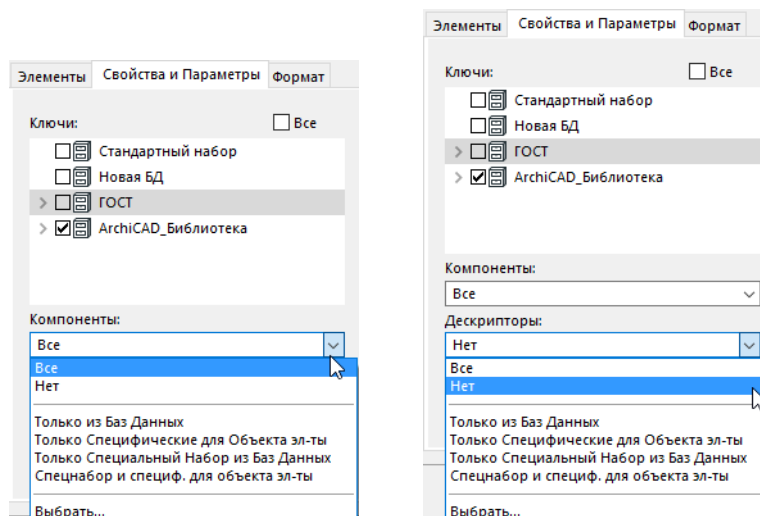 Элементы Свойства и Параметры Формат
Ключи: Все
Стандартный набор
Новая БД
ГОСТ
ArchiCAD_Библиотека
Компоненты:
Все
Все
Нет
Только из Баз Данных
Только Специфические для Объекта эл-ты
Только Специальный Набор из Баз Данных
Спецнабор и специф. для объекта эл-ты
Выбрать...
Элементы Свойства и Параметры Формат
Ключи: Все
Стандартный набор
Новая БД
ГОСТ
ArchiCAD_Библиотека
Компоненты:
Все
Дескрипторы:
Нет
Все
Нет
Только из Баз Данных
Только Специфические для Объекта эл-ты
Только Специальный Набор из Баз Данных
Спецнабор и специф. для объекта эл-ты
Выбрать...